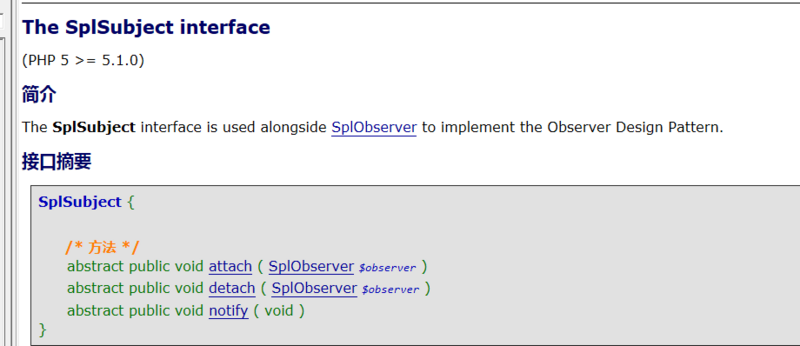 The SplSubject interface
(PHP 5 >= 5.1.0)
简介
The SplSubject interface is used alongside SplObserver to implement the Observer Design Pattern.
接口摘要
SplSubject {
/* 方法 */
abstract public void attach ( SplObserver $observer )
abstract public void detach ( SplObserver $observer )
abstract public void notify ( void )
}